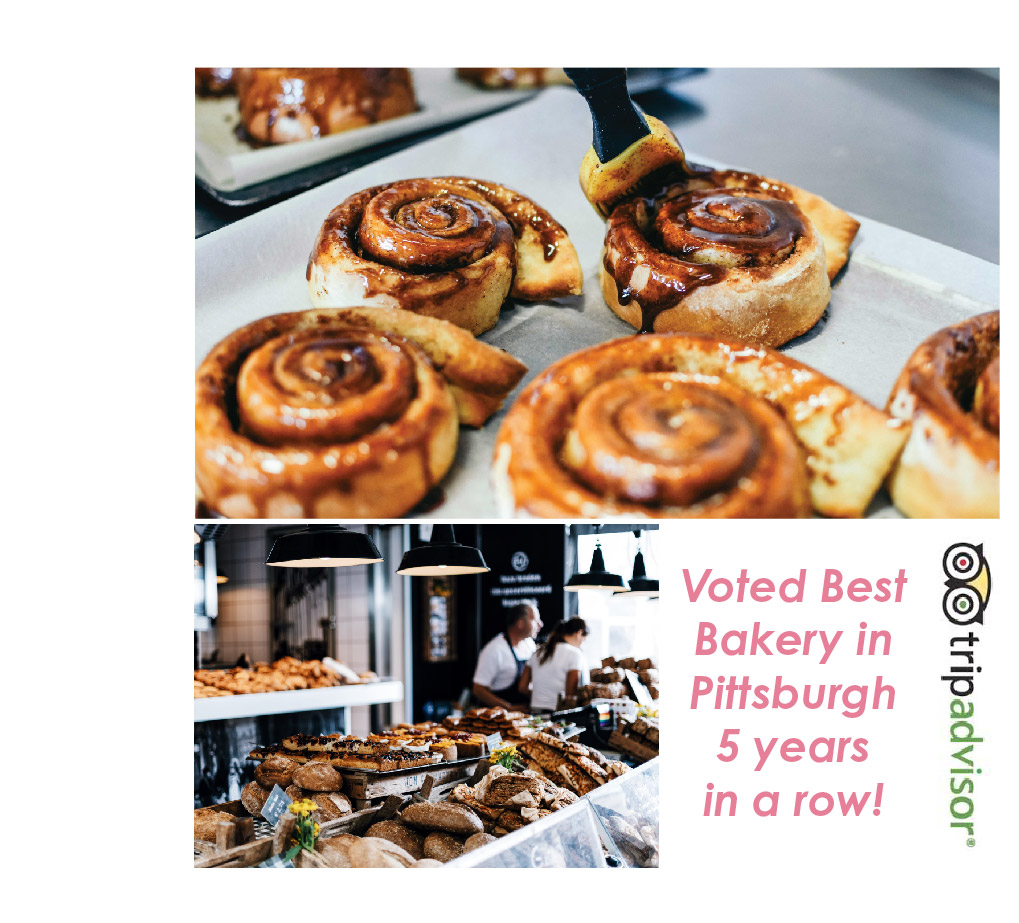 Voted Best
Bakery in
Pittsburgh
5 years
in a row!
tripadvisor®